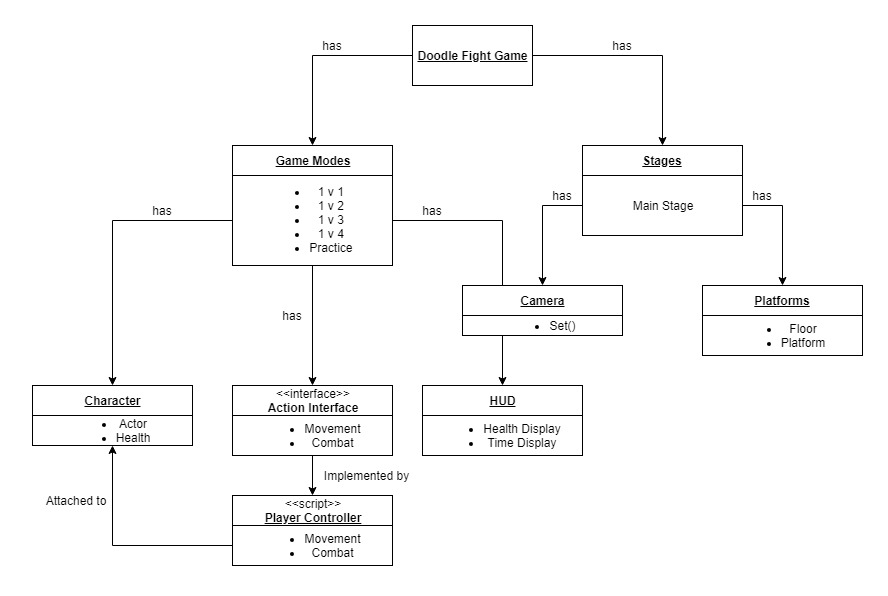 has
has
Doodle Fight Game
Game Modes
• 1 v 1
• 1 v 2
• 1 v 3
• 1 v 4
• Practice
Stages
Main Stage
has
has
has
has
Camera
• Set()
Platforms
• Floor
• Platform
has
Character
• Actor
• Health
<<interface>>
Action Interface
• Movement
• Combat
HUD
• Health Display
• Time Display
Implemented by
Attached to
<<script>>
Player Controller
• Movement
• Combat